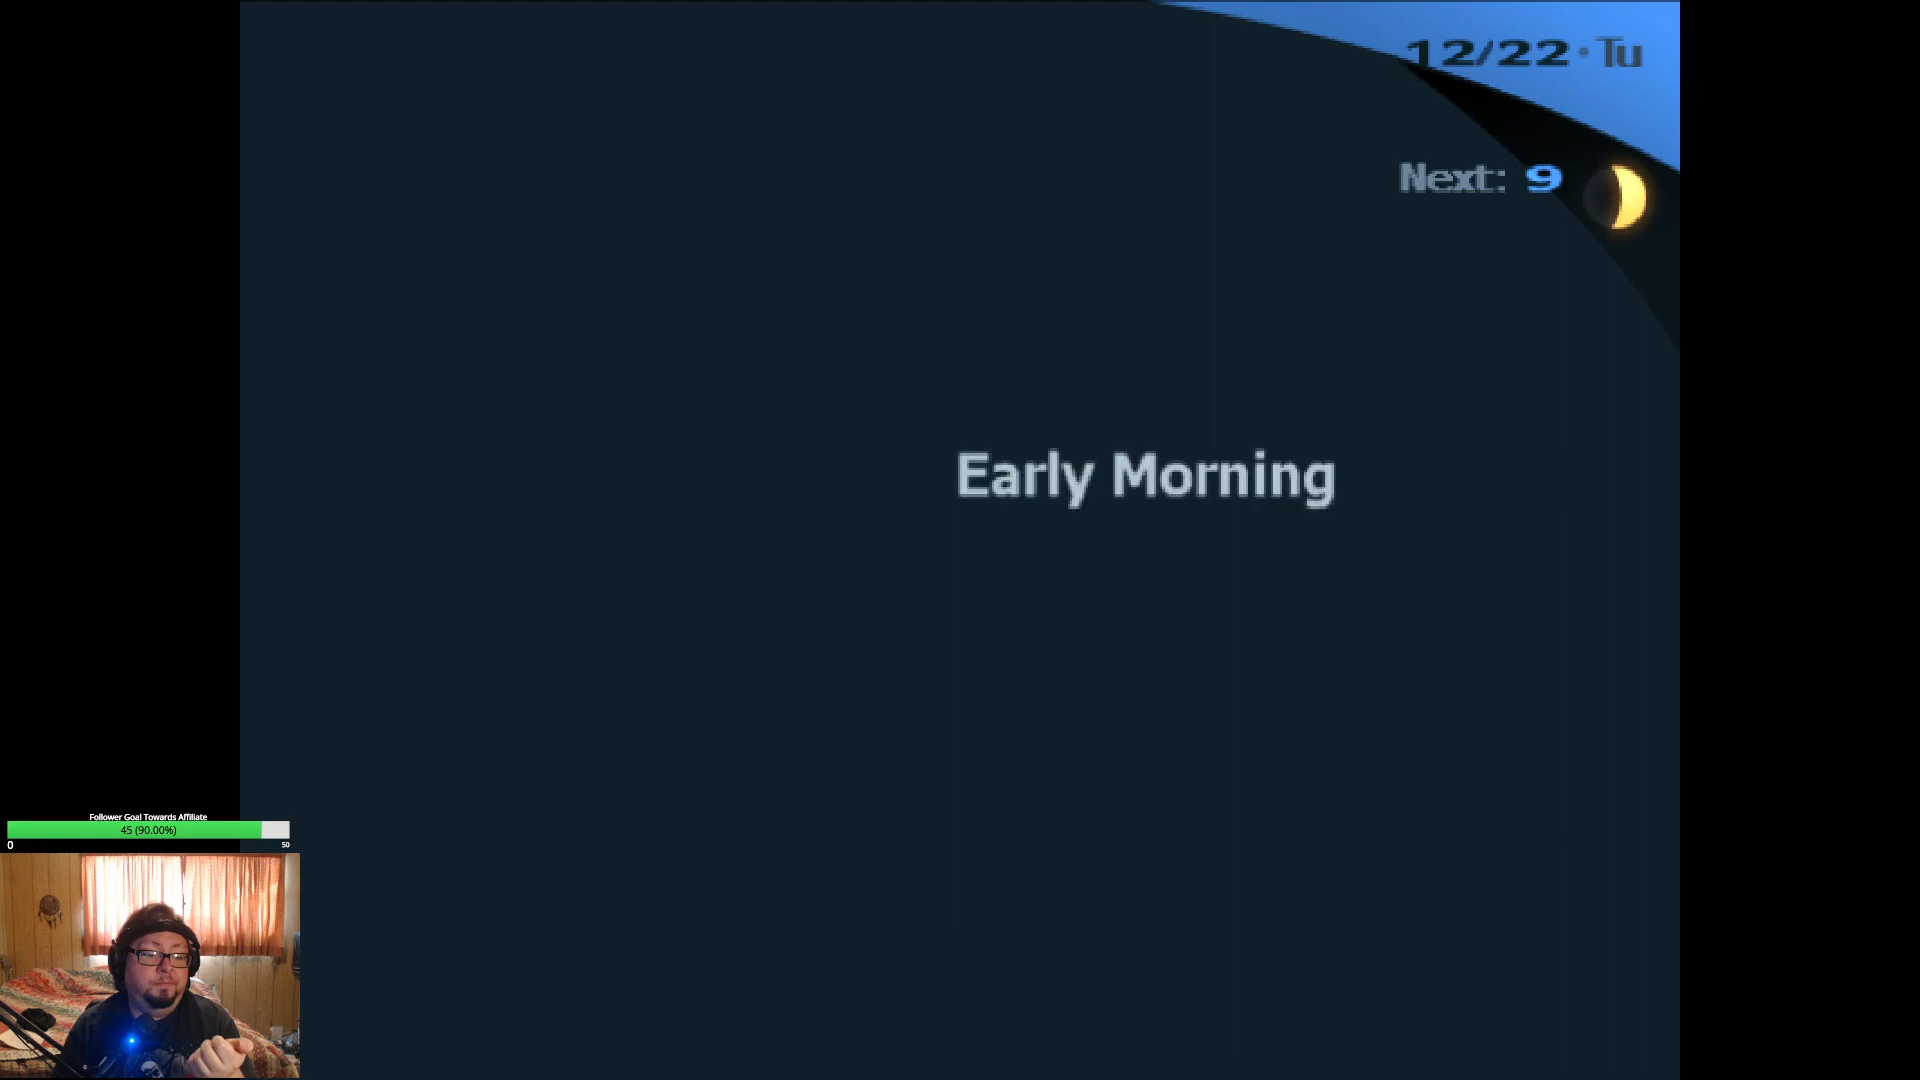 12/22 · Tu
Next: 9
Early Morning
Follower Goal Towards Affiliate
45 (90.00%)
0
50